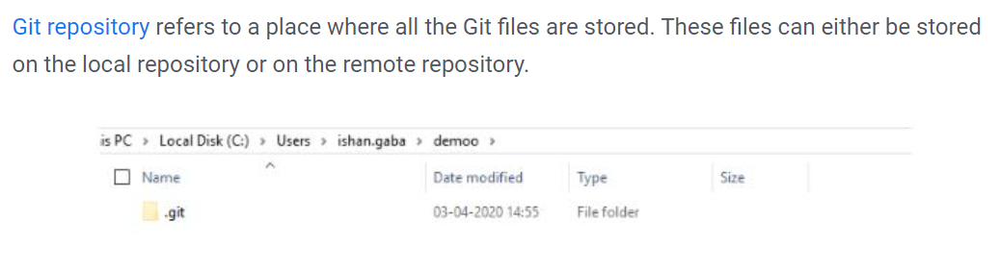 Git repository refers to a place where all the Git files are stored. These files can either be stored
on the local repository or on the remote repository.
is PC > Local Disk (C:) > Users > ishan.gaba > demoo >
Name Date modified Type Size
.git 03-04-2020 14:55 File folder